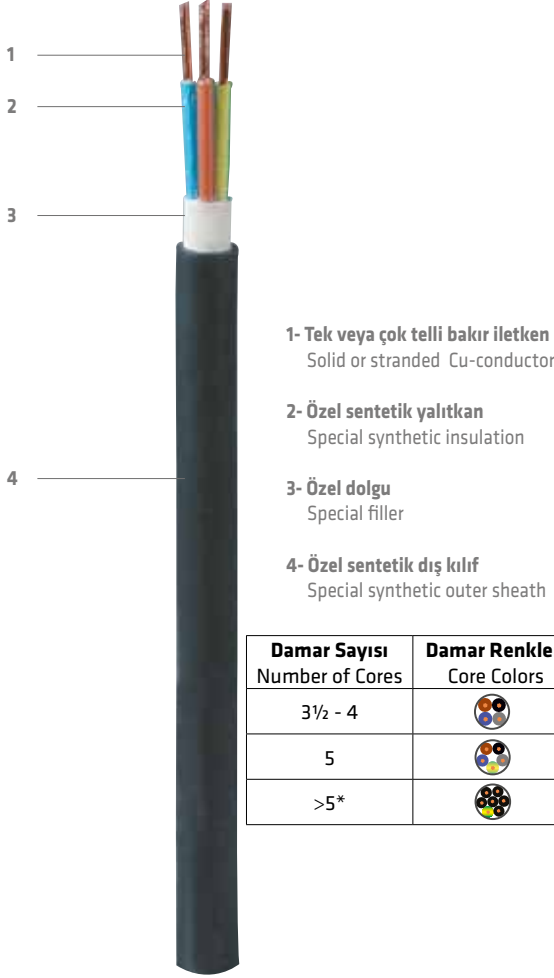 1
2
3
4
1- Tek veya çok telli bakır iletken
Solid or stranded Cu-conductor
2- Özel sentetik yalıtkan
Special synthetic insulation
3- Özel dolgu
Special filler
4- Özel sentetik dış kılıf
Special synthetic outer sheath
Damar Sayısı Damar Renkle
Number of Cores Core Colors
3½ - 4
5
>5*